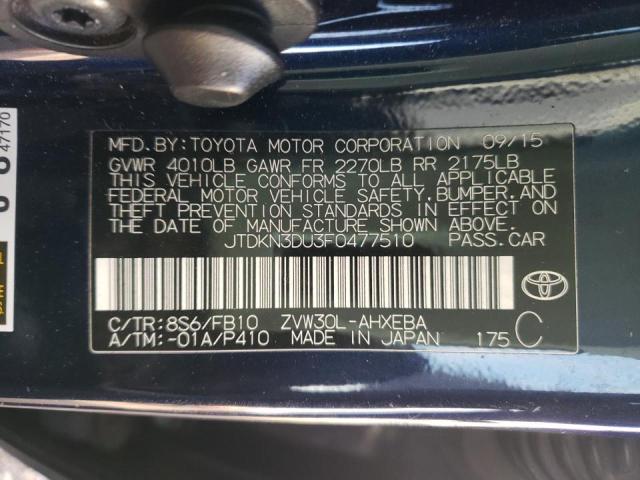 MFD.BY:TOYOTA MOTOR CORPORATION 09/15
GVWR 4010LB GAWR FR 2270LB RR 2175LB
THIS VEHICLE CONFORMS TO ALL APPLICABLE
FEDERAL MOTOR VEHICLE SAFETY,BUMPER,AND
THEFT PREVENTION STANDARDS IN EFFECT ON
THE DATE OF MANUFACTURE SHOWN ABOVE.
JTDKN3DU3F0477510 PASS.CAR
C/TR:8S6/FB10 ZVW30L-AHXEBA
A/TM:-01A/P410 MADE IN JAPAN 175 C
47170